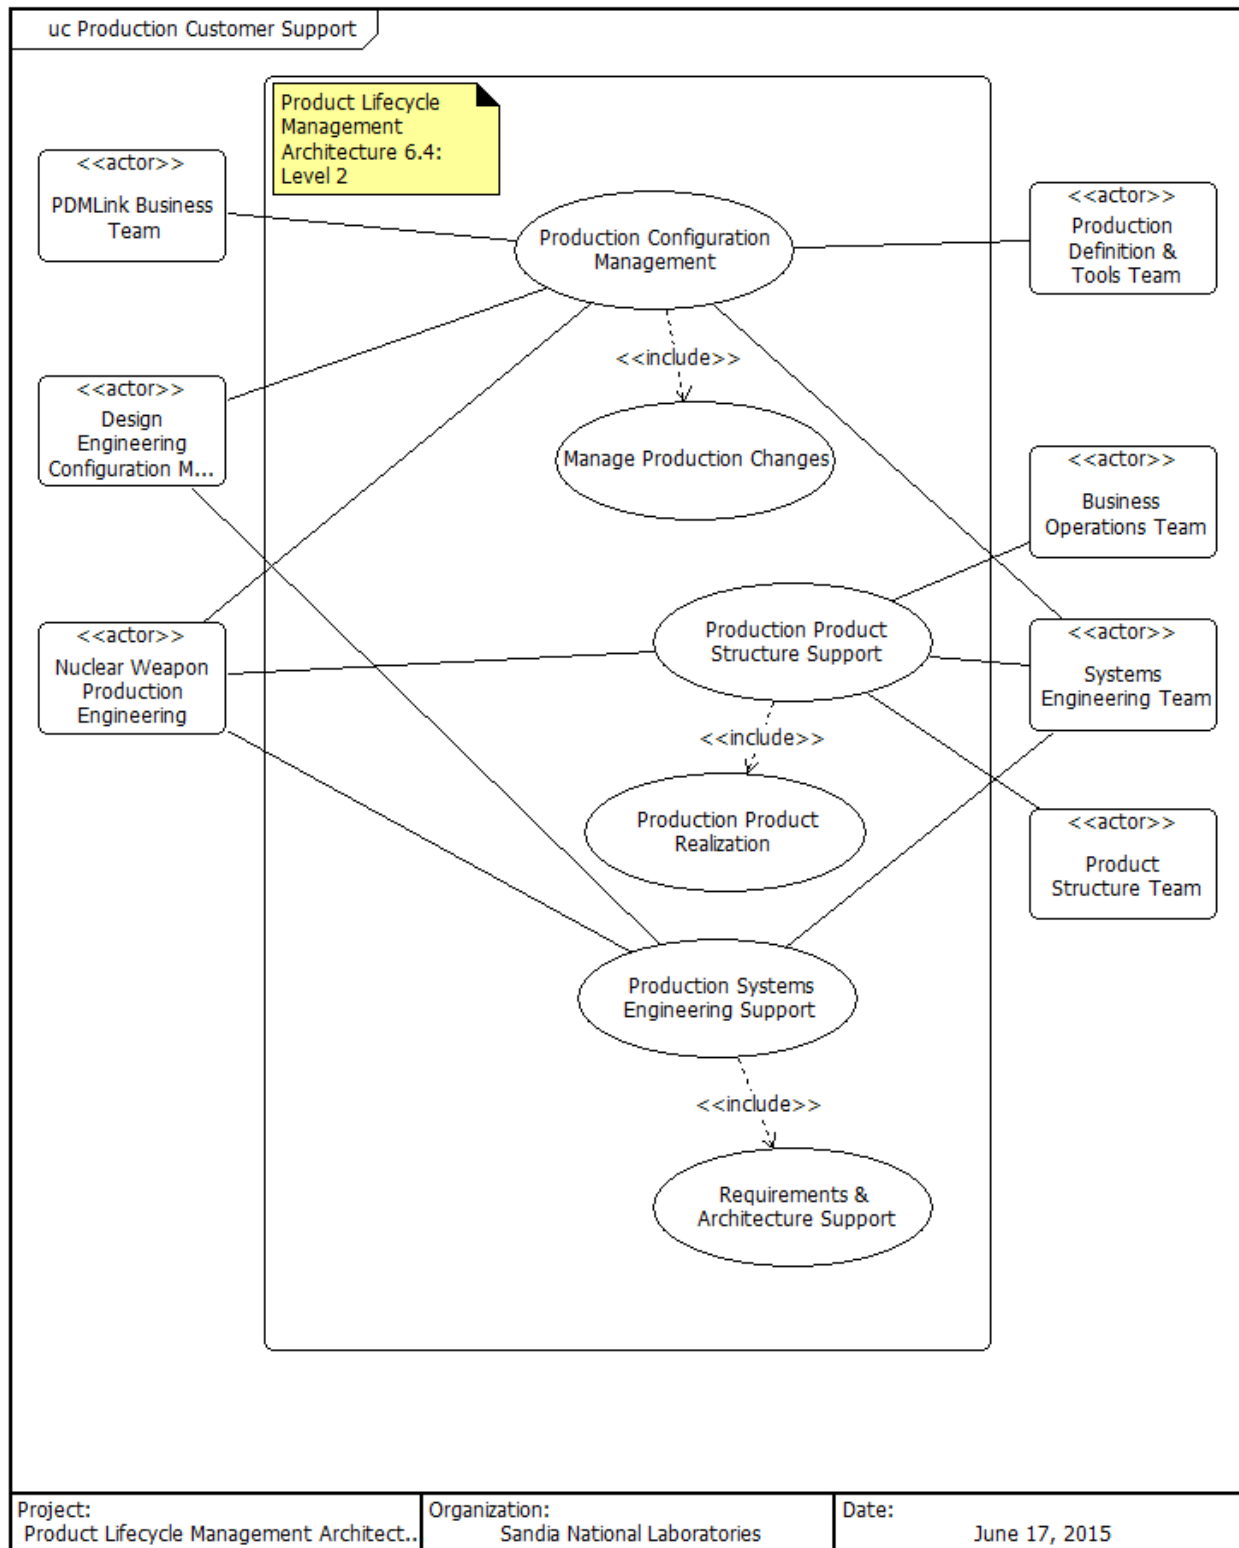 uc Production Customer Support
Product Lifecycle
Management
Architecture 6.4:
Level 2
<<actor>>
PDMLink Business
Team
Production Configuration
Management
<<actor>>
Production
Definition &
Tools Team
<<include>>
<<actor>>
Design
Engineering
Configuration M...
Manage Production Changes
<<actor>>
Business
Operations Team
<<actor>>
Nuclear Weapon
Production
Engineering
Production Product
Structure Support
<<actor>>
Systems
Engineering Team
<<include>>
Production Product
Realization
<<actor>>
Product
Structure Team
Production Systems
Engineering Support
<<include>>
Requirements &
Architecture Support
Project:
Product Lifecycle Management Architect..
Organization:
Sandia National Laboratories
Date:
June 17, 2015